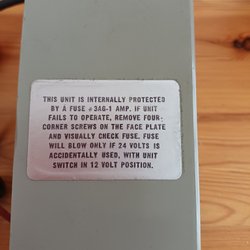 THIS UNIT IS INTERNALLY PROTECTED
BY A FUSE #3AG-1 AMP. IF UNIT
FAILS TO OPERATE, REMOVE FOUR-
CORNER SCREWS ON THE FACE PLATE
AND VISUALLY CHECK FUSE. FUSE
WILL BLOW ONLY IF 24 VOLTS IS
ACCIDENTALLY USED, WITH UNIT
SWITCH IN 12 VOLT POSITION.